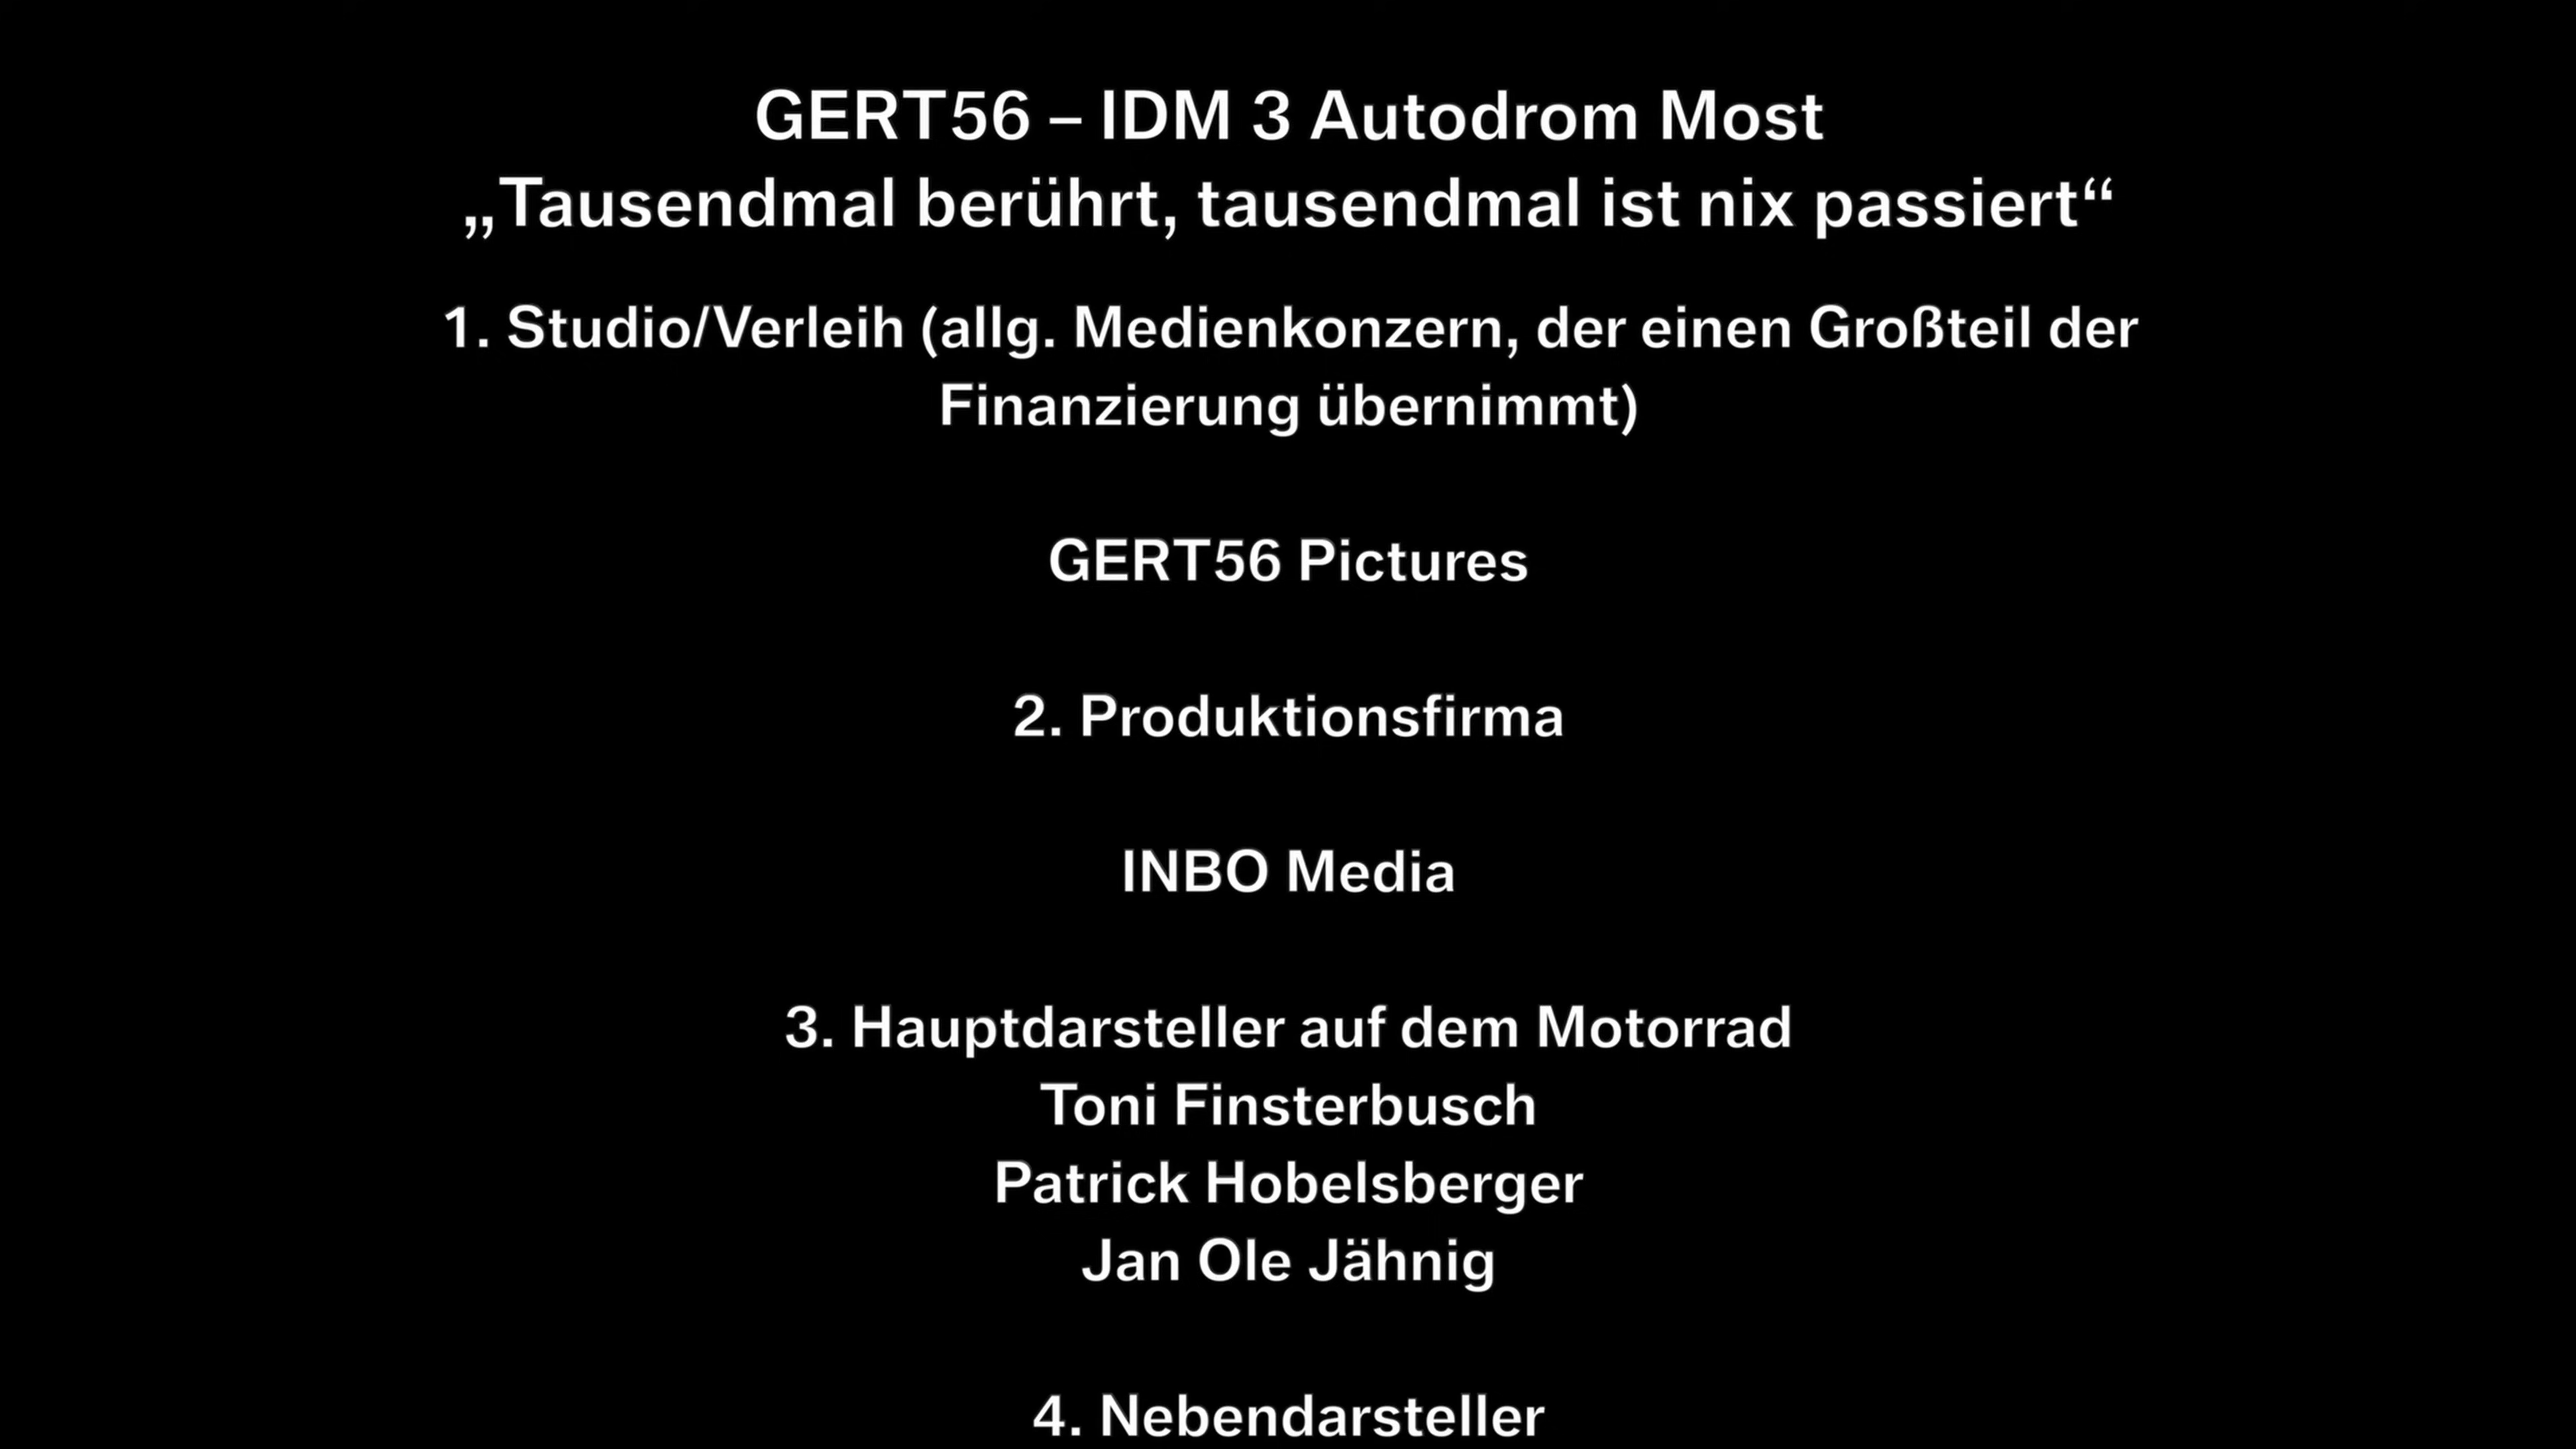 GERT56 – IDM 3 Autodrom Most
„Tausendmal berührt, tausendmal ist nix passiert“
1. Studio/Verleih (allg. Medienkonzern, der einen Großteil der
Finanzierung übernimmt)
GERT56 Pictures
2. Produktionsfirma
INBO Media
3. Hauptdarsteller auf dem Motorrad
Toni Finsterbusch
Patrick Hobelsberger
Jan Ole Jähnig
4. Nebendarsteller